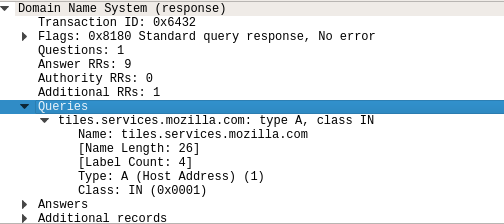 Domain Name System (response)
Transaction ID: 0x6432
Flags: 0x8180 Standard query response, No error
Questions: 1
Answer RRs: 9
Authority RRs: 0
Additional RRs: 1
Queries
tiles.services.mozilla.com: type A, class IN
Name: tiles.services.mozilla.com
[Name Length: 26]
[Label Count: 4]
Type: A (Host Address) (1)
Class: IN (0x0001)
Answers
Additional records